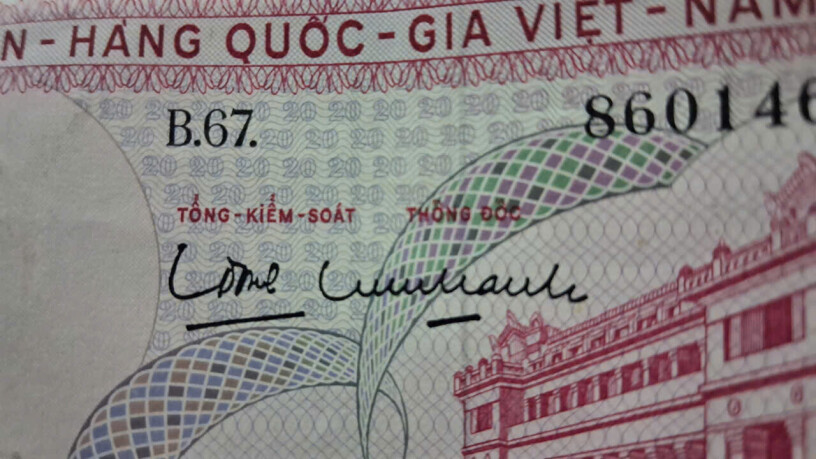 N - HÀNG QUỐC - GIA VIỆT - NAM
B.67. 860146
TỔNG-KIỂM-SOÁT THỐNG ĐỐC